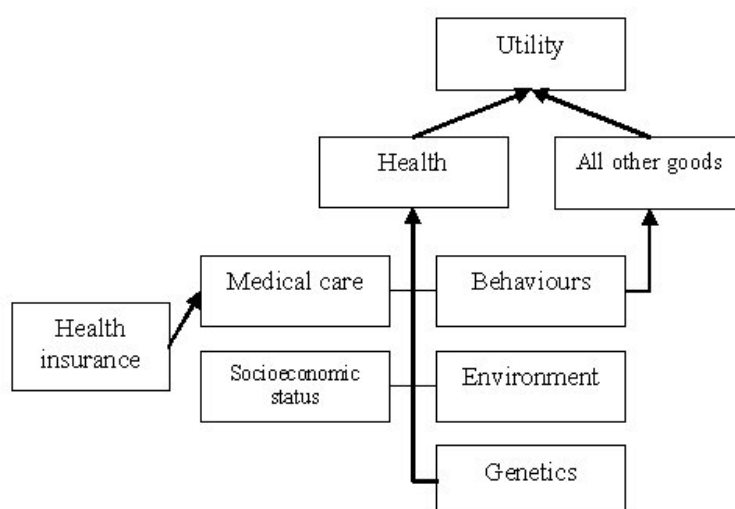 Utility
Health
All other goods
Medical care
Behaviours
Health
insurance
Socioeconomic
status
Environment
Genetics